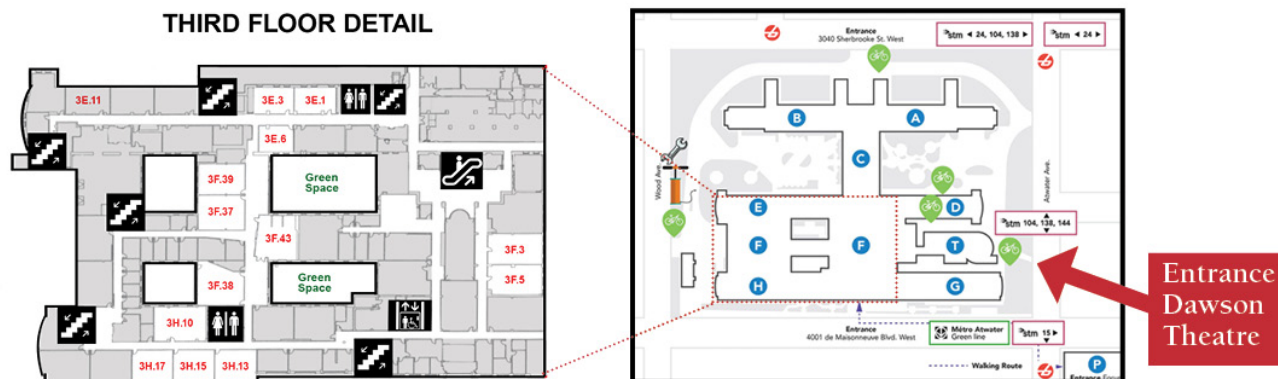 THIRD FLOOR DETAIL
3E.11
3E.3
3E.1
3E.6
3F.39
Green
Space
3F.37
3F.43
3F.3
3F.5
Green
Space
3F.38
3H.10
3H.17
3H.15
3H.13
Entrance
3040 Sherbrooke St. West
stm ◄ 24, 104, 138 ►
stm ◄ 24 ►
B
A
C
Wood Ave.
Atwater Ave.
E
D
stm 104, 138, 144
F
F
T
H
G
Entrance
Dawson
Theatre
Entrance
4001 de Maisonneuve Blvd. West
Métro Atwater
Green line
stm 15 ►
Walking Route
P